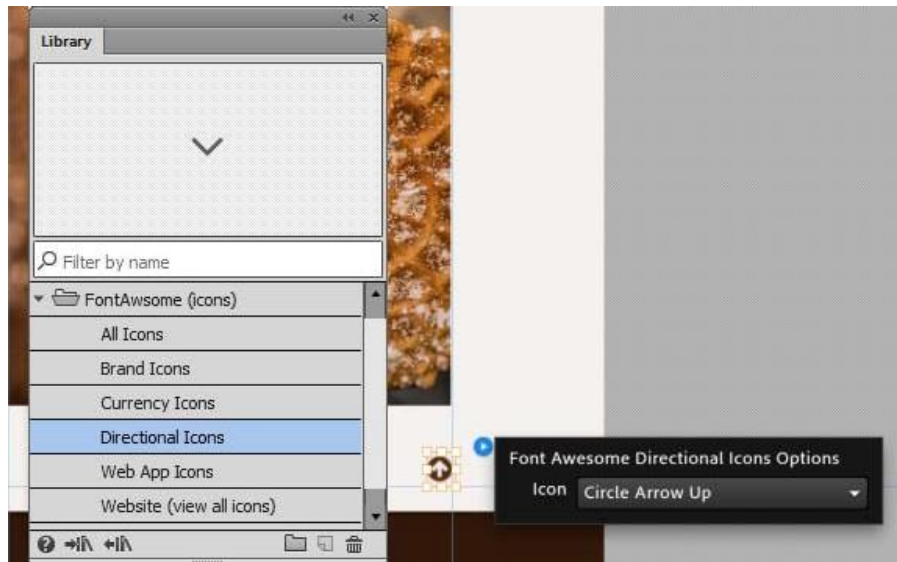 Library
Filter by name
FontAwsome (icons)
All Icons
Brand Icons
Currency Icons
Directional Icons
Web App Icons
Website (view all icons)
Font Awesome Directional Icons Options
Icon Circle Arrow Up